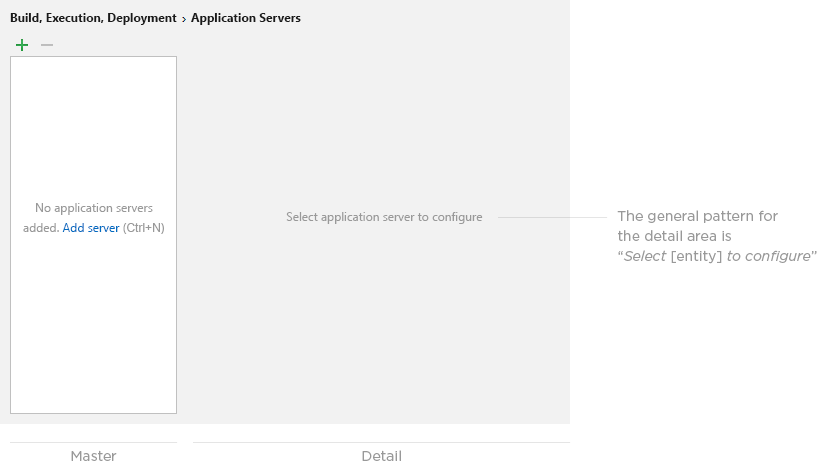 Build, Execution, Deployment › Application Servers
No application servers
added. Add server (Ctrl+N)
Select application server to configure
The general pattern for
the detail area is
“Select [entity] to configure”
Master
Detail